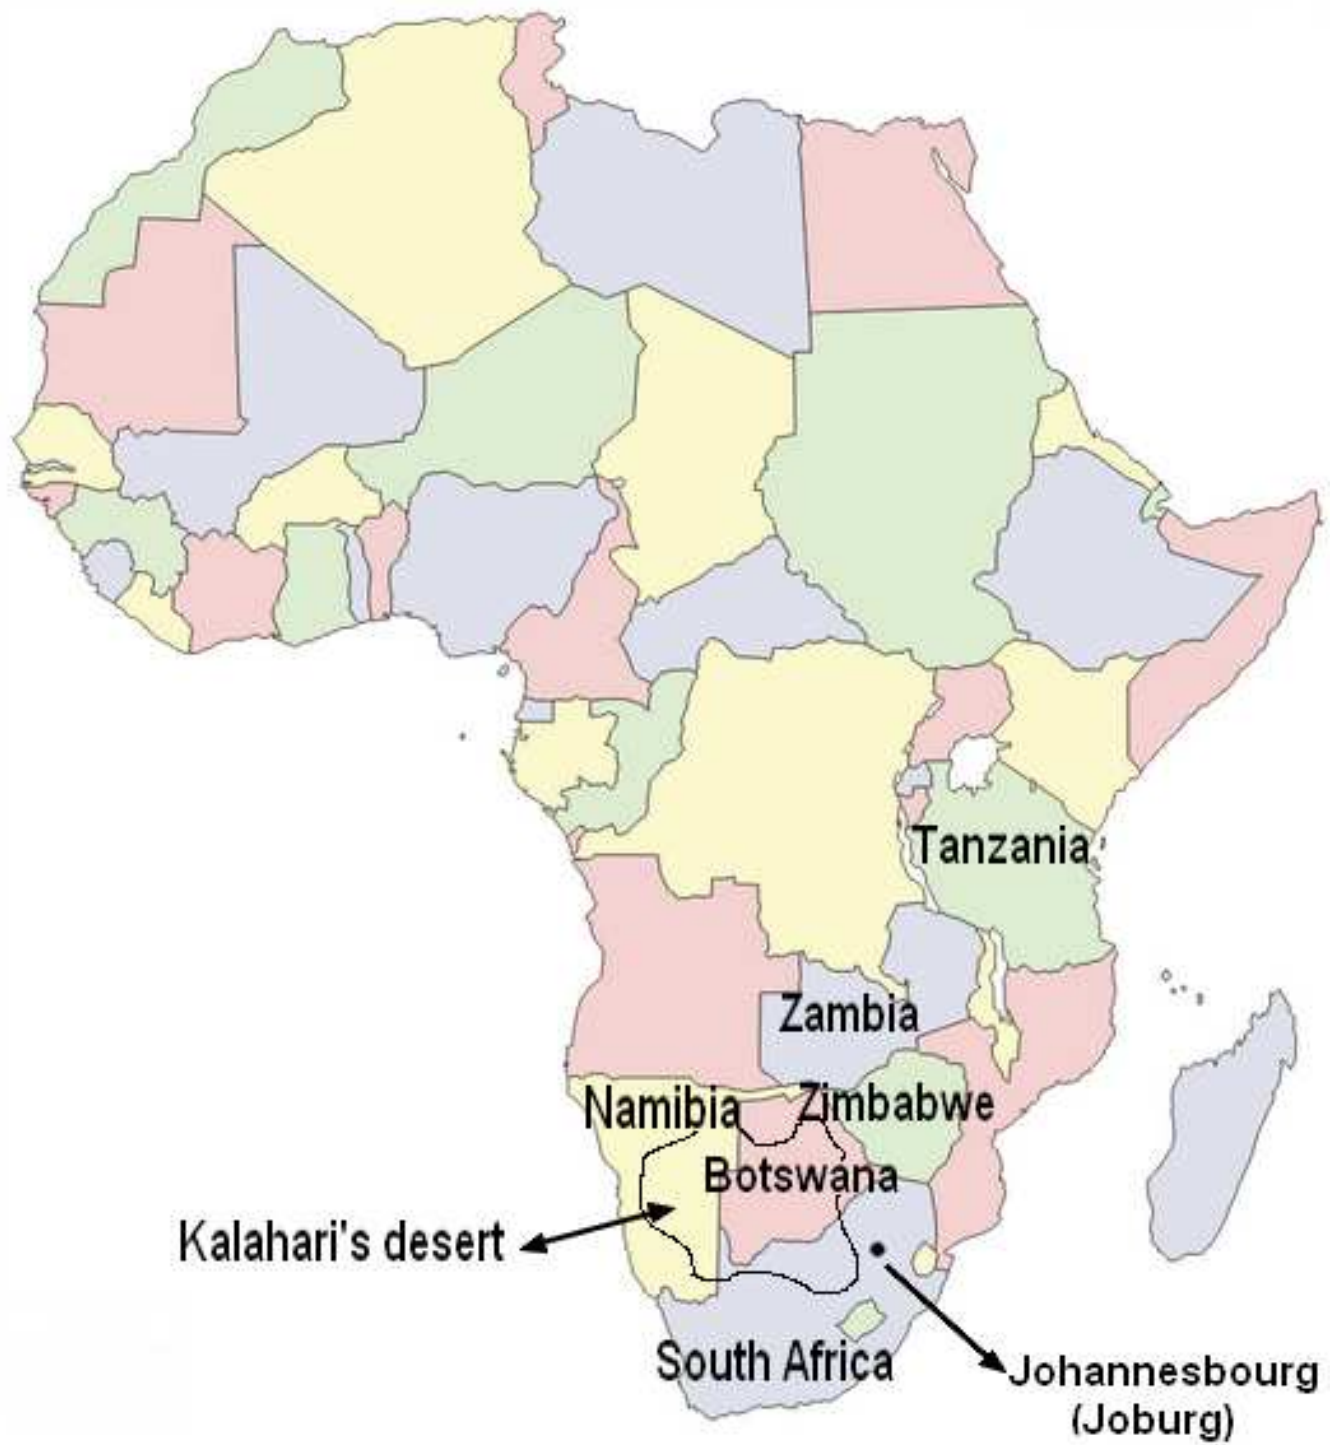 Tanzania
Zambia
Namibia
Zimbabwe
Botswana
Kalahari's desert
South Africa
Johannesbourg
(Joburg)